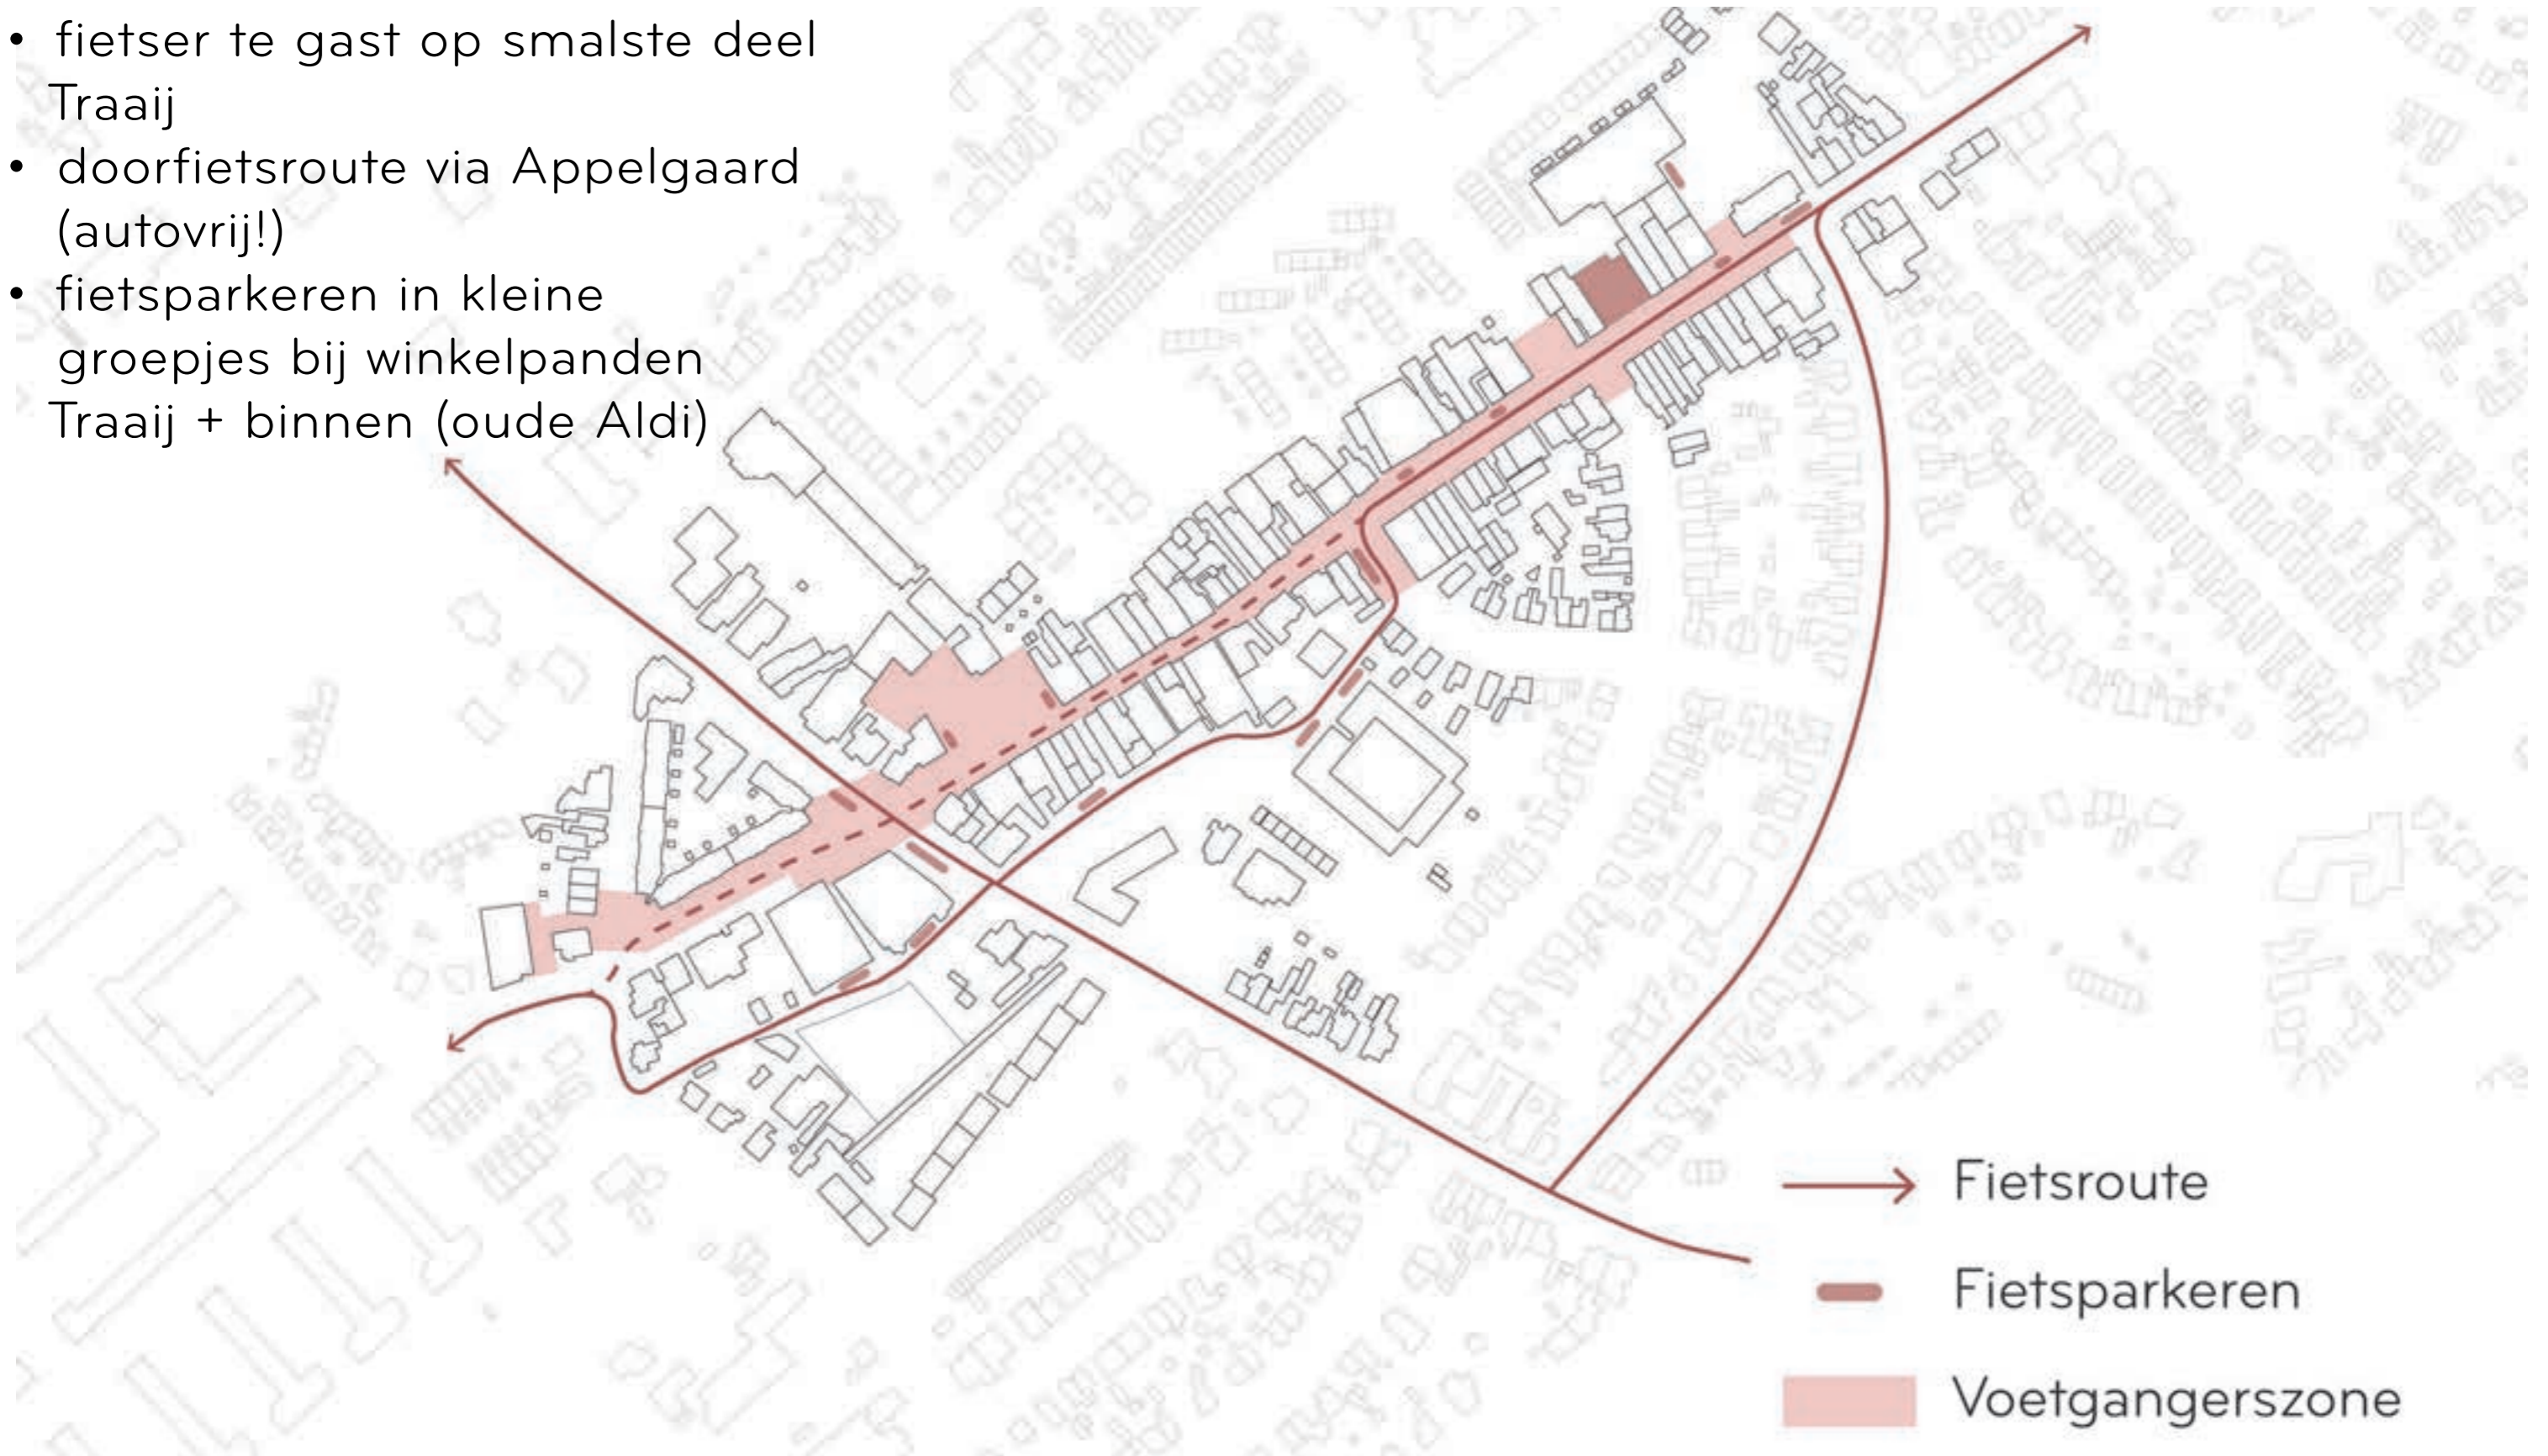 • fietser te gast op smalste deel
Traaij
• doorfietsroute via Appelgaard
(autovrij!)
• fietsparkeren in kleine
groepjes bij winkelpanden
Traaij + binnen (oude Aldi)
Fietsroute
Fietsparkeren
Voetgangerszone